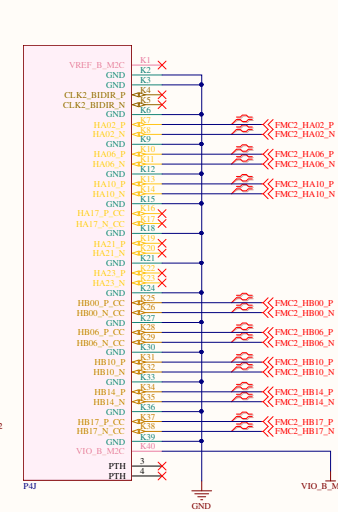 VREF_B_M2C K1
GND K2
GND K3
CLK2_BIDIR_P K4
CLK2_BIDIR_N K5
GND K6
HA02_P K7 FMC2_HA02_P
HA02_N K8 FMC2_HA02_N
GND K9
HA06_P K10 FMC2_HA06_P
HA06_N K11 FMC2_HA06_N
GND K12
HA10_P K13 FMC2_HA10_P
HA10_N K14 FMC2_HA10_N
GND K15
HA17_P_CC K16
HA17_N_CC K17
GND K18
HA21_P K19
HA21_N K20
GND K21
HA23_P K22
HA23_N K23
GND K24
HB00_P_CC K25 FMC2_HB00_P
HB00_N_CC K26 FMC2_HB00_N
GND K27
HB06_P_CC K28 FMC2_HB06_P
HB06_N_CC K29 FMC2_HB06_N
GND K30
HB10_P K31 FMC2_HB10_P
HB10_N K32 FMC2_HB10_N
GND K33
HB14_P K34 FMC2_HB14_P
HB14_N K35 FMC2_HB14_N
GND K36
HB17_P_CC K37 FMC2_HB17_P
HB17_N_CC K38 FMC2_HB17_N
GND K39
VIO_B_M2C K40
PTH 3
PTH 4
P4J
VIO_B_M
GND